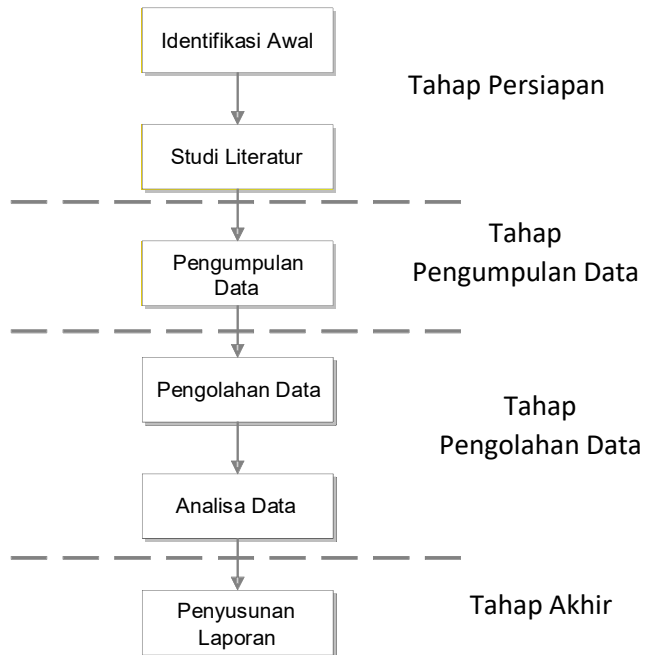 Identifikasi Awal
Tahap Persiapan
Studi Literatur
Tahap
Pengumpulan Data
Pengumpulan
Data
Pengolahan Data
Tahap
Pengolahan Data
Analisa Data
Penyusunan
Laporan
Tahap Akhir